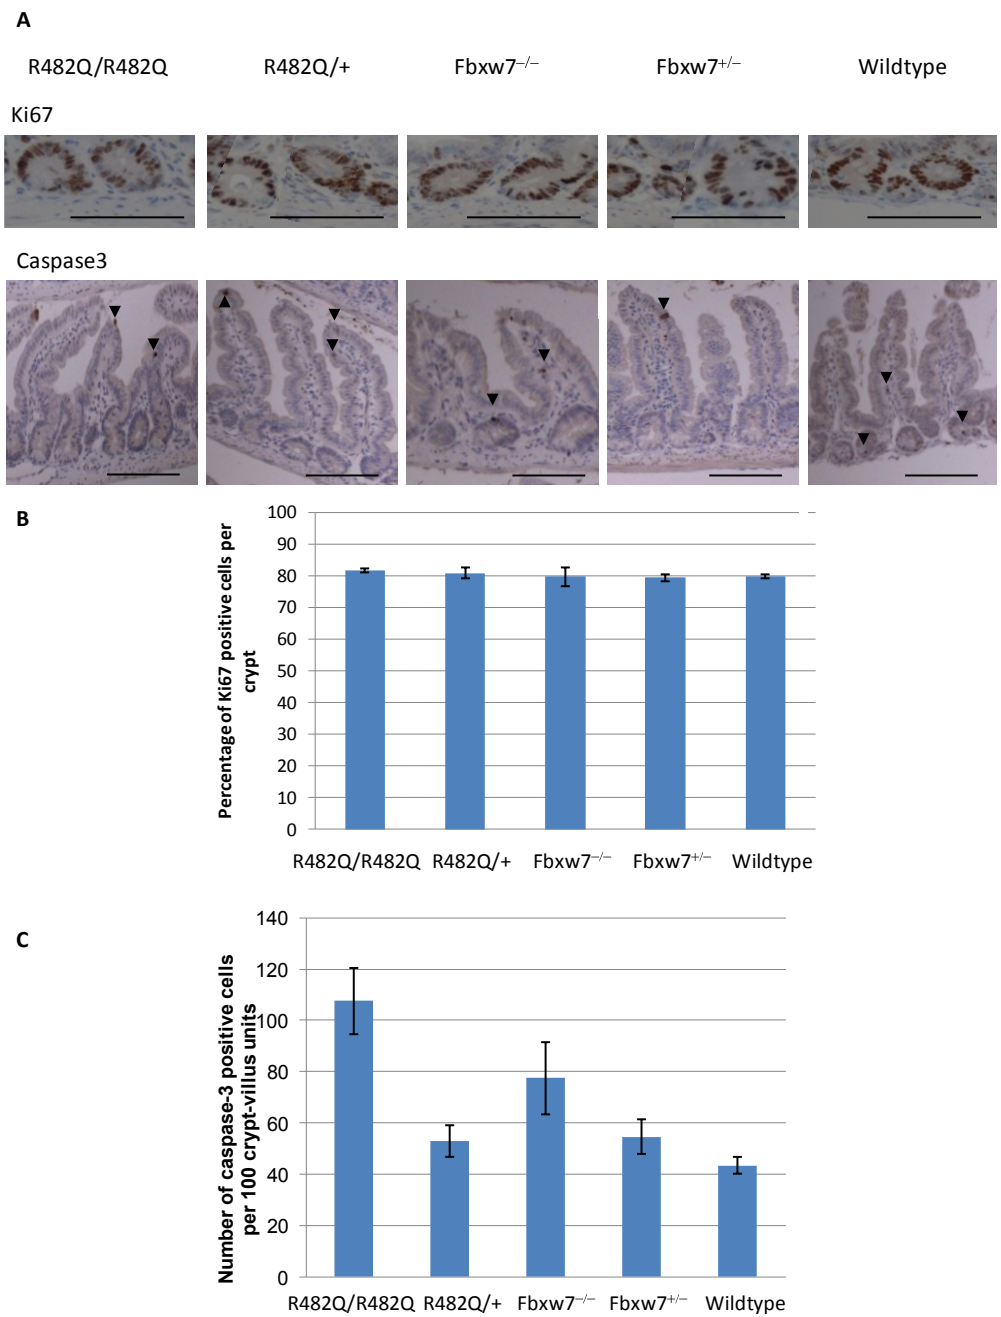 A
R482Q/R482Q R482Q/+ Fbxw7–/– Fbxw7+/– Wildtype
Ki67
Caspase3
B
Percentage of Ki67 positive cells per
crypt
100
90
80
70
60
50
40
30
20
10
0
R482Q/R482Q R482Q/+ Fbxw7–/– Fbxw7+/– Wildtype
C
Number of caspase-3 positive cells
per 100 crypt-villus units
140
120
100
80
60
40
20
0
R482Q/R482Q R482Q/+ Fbxw7–/– Fbxw7+/– Wildtype